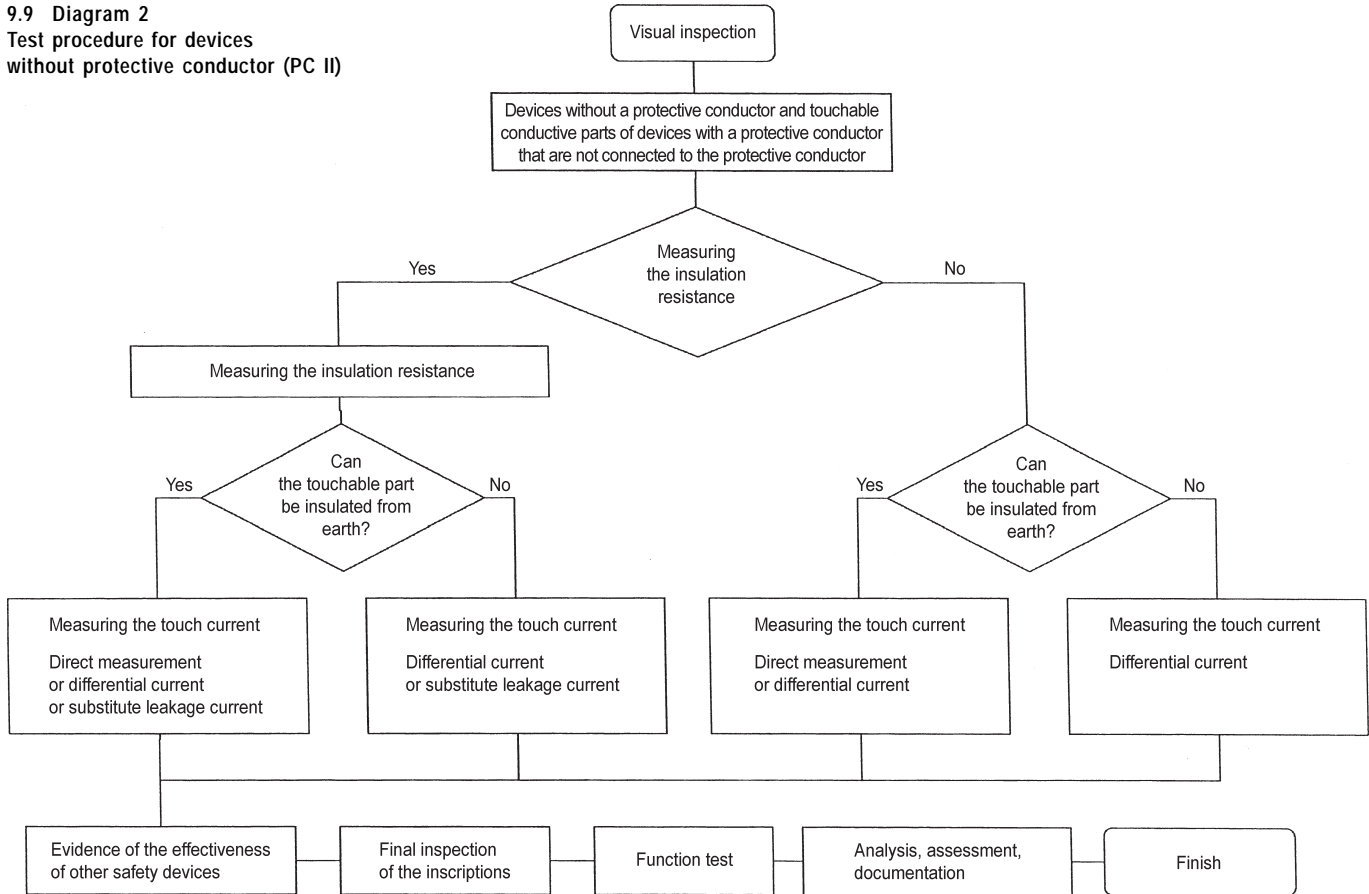 9.9 Diagram 2
Test procedure for devices
without protective conductor (PC II)
Visual inspection
Devices without a protective conductor and touchable
conductive parts of devices with a protective conductor
that are not connected to the protective conductor
Measuring
the insulation
resistance
Yes
No
Measuring the insulation resistance
Can
the touchable part
be insulated from
earth?
Yes
No
Can
the touchable part
be insulated from
earth?
Yes
No
Measuring the touch current
Direct measurement
or differential current
or substitute leakage current
Measuring the touch current
Differential current
or substitute leakage current
Measuring the touch current
Direct measurement
or differential current
Measuring the touch current
Differential current
Evidence of the effectiveness
of other safety devices
Final inspection
of the inscriptions
Function test
Analysis, assessment,
documentation
Finish